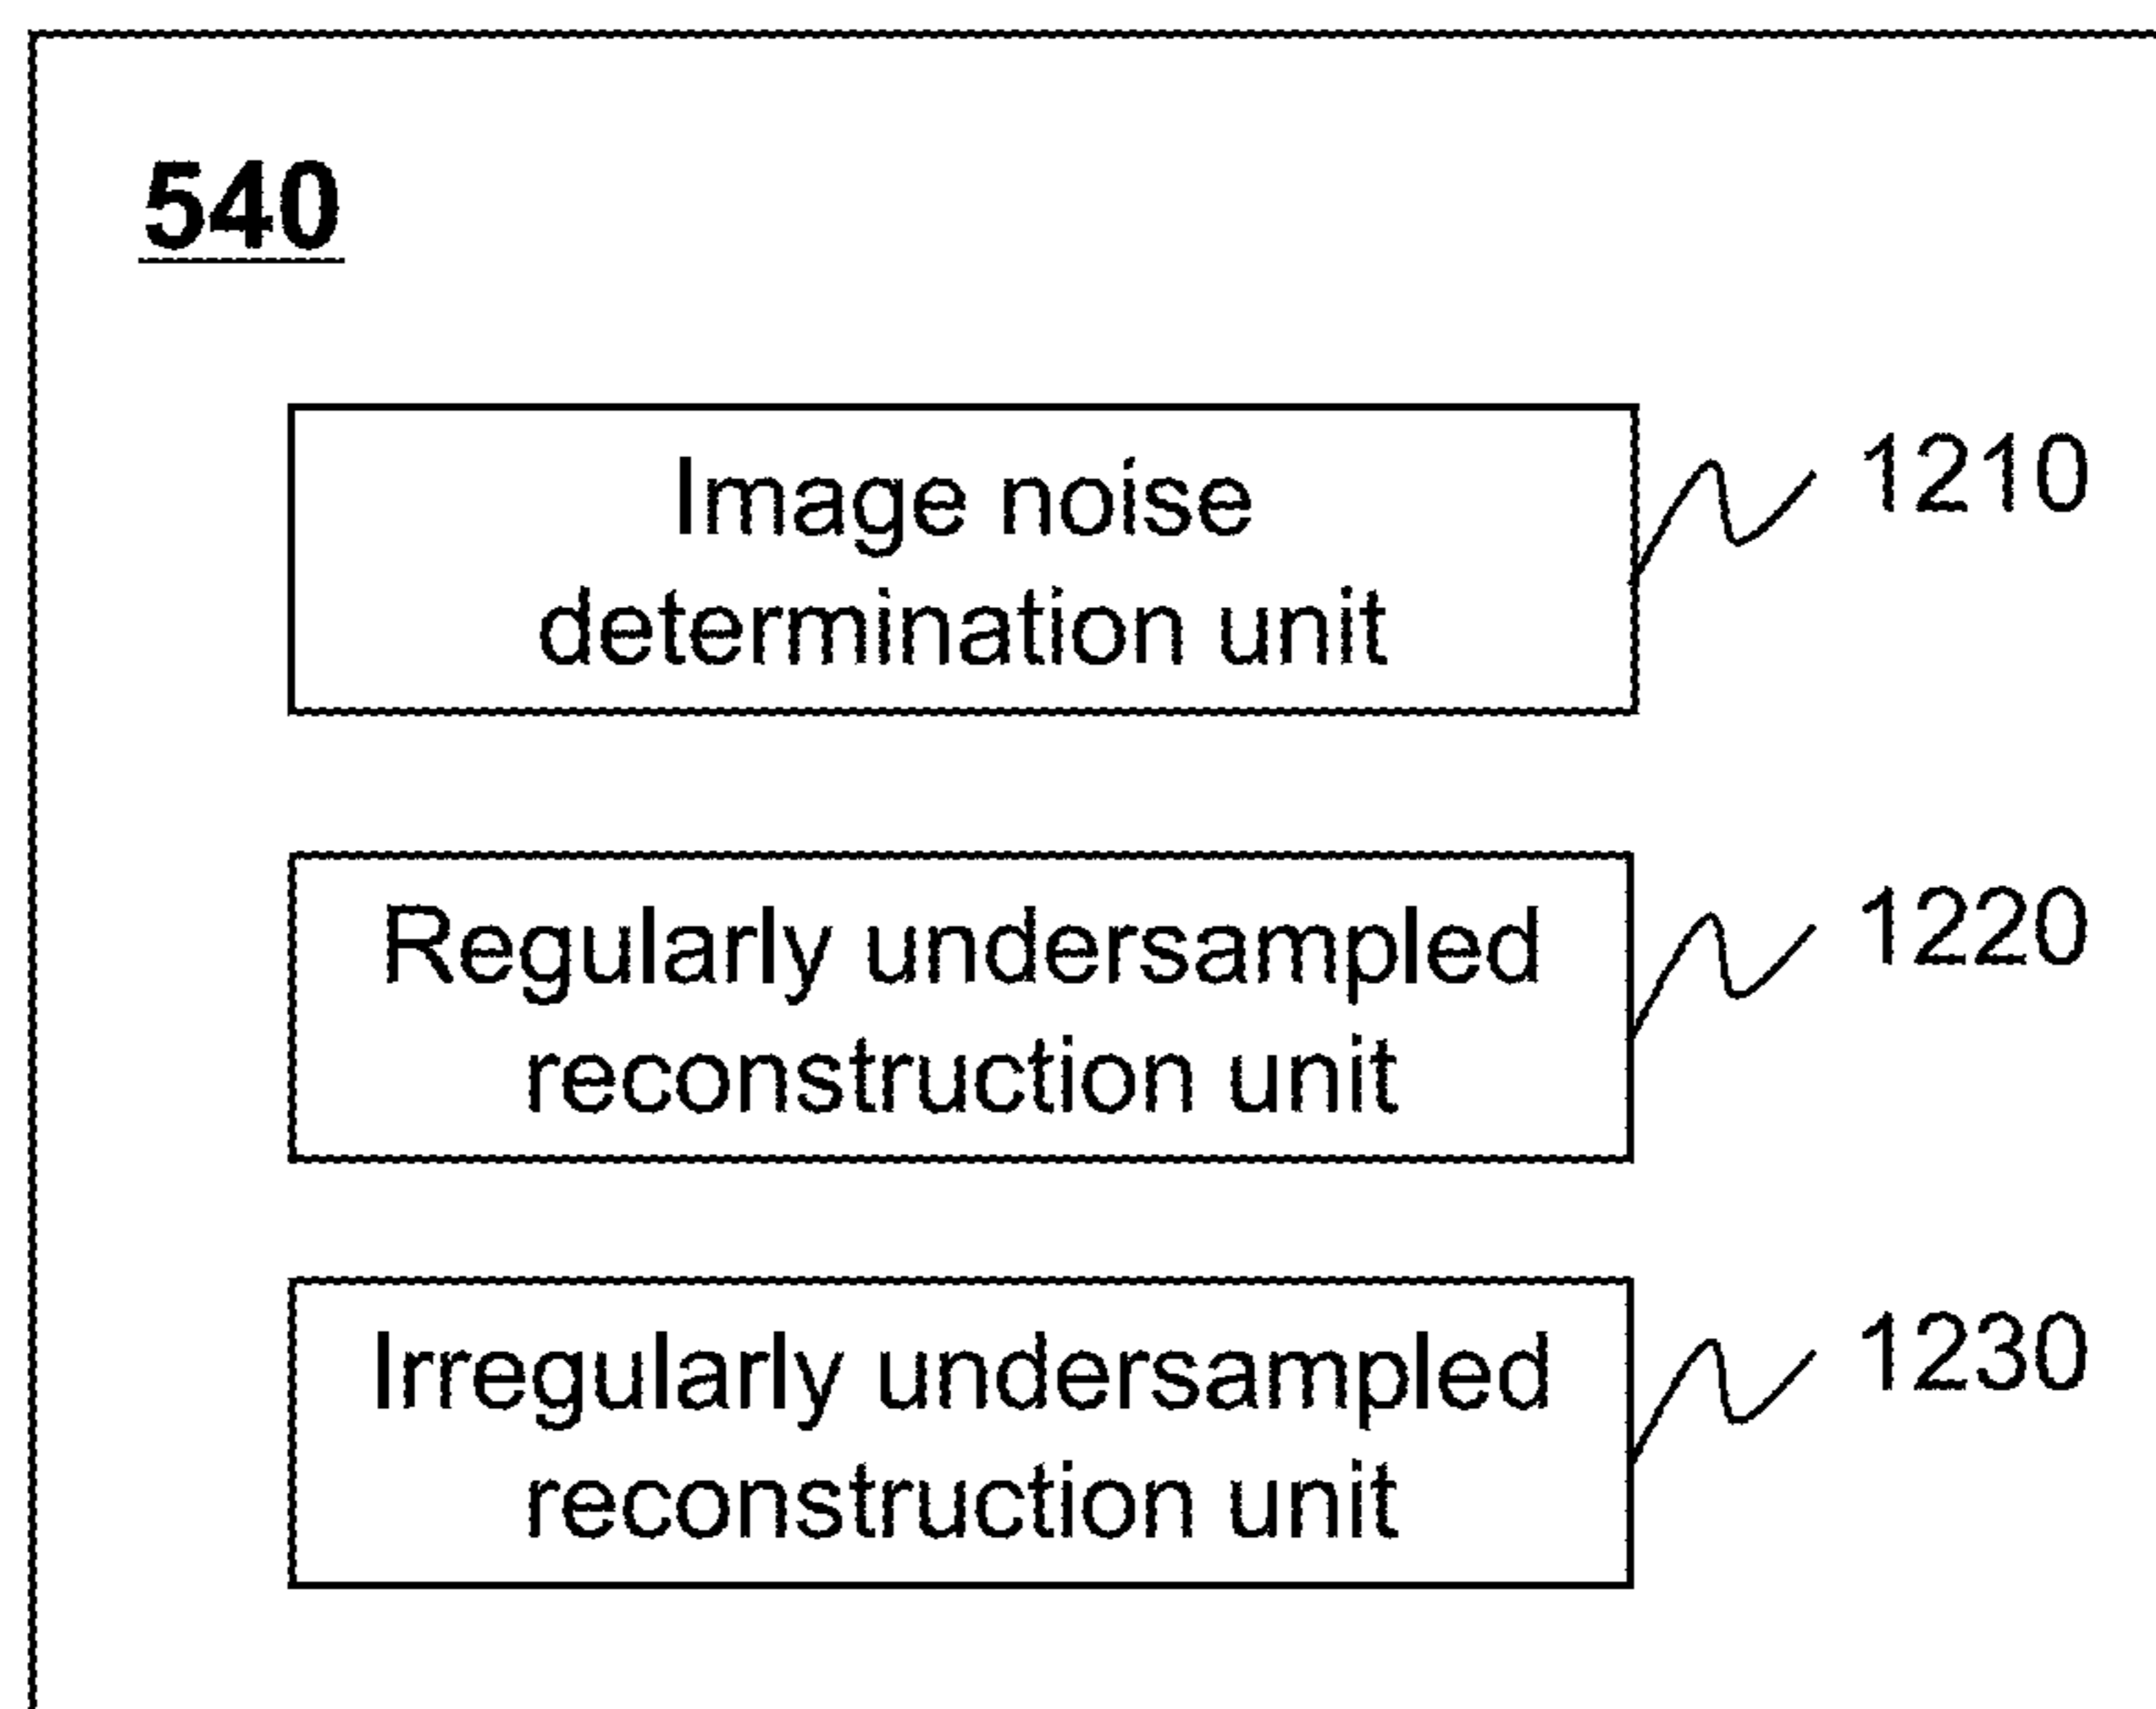 540
Image noise
determination unit
1210
Regularly undersampled
reconstruction unit
1220
Irregularly undersampled
reconstruction unit
1230